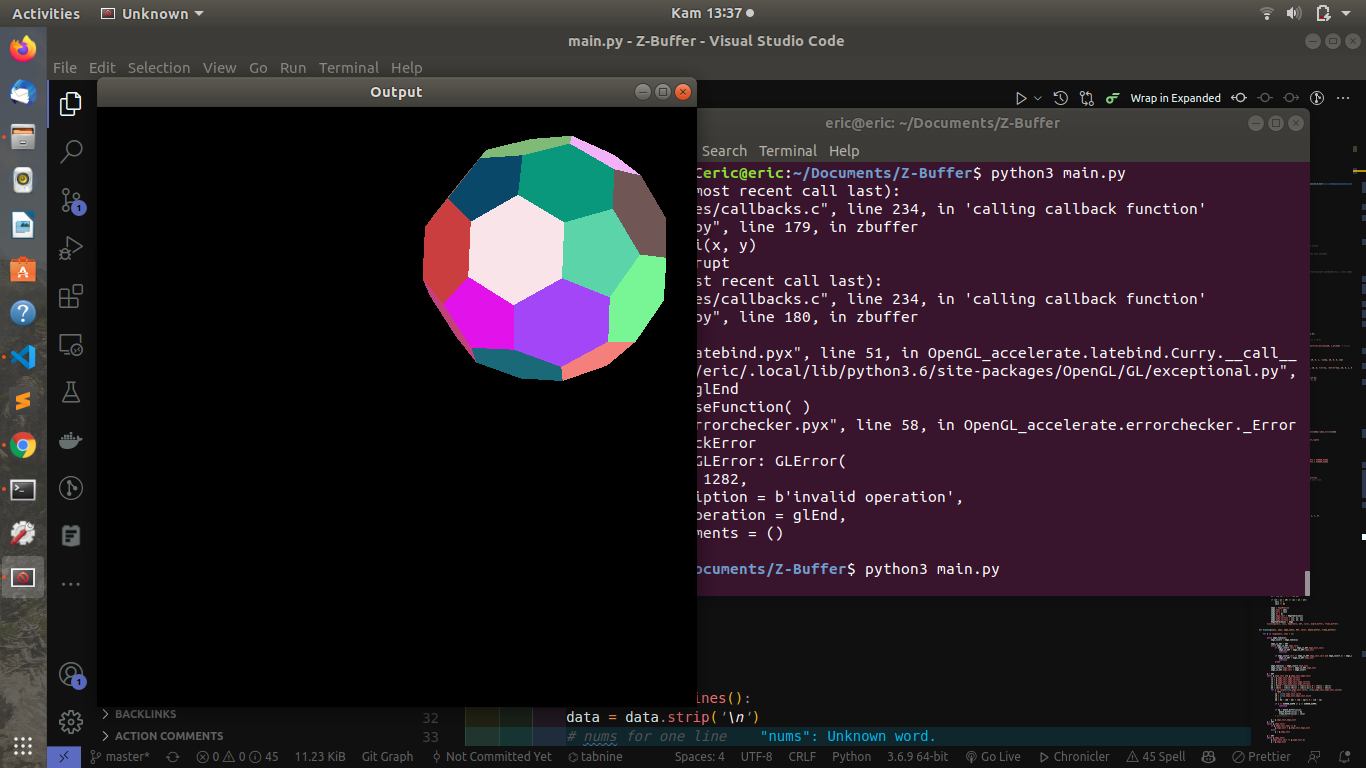 Activities
Unknown
Kam 13:37
main.py - Z-Buffer - Visual Studio Code
File Edit Selection View Go Run Terminal Help
Output
Wrap in Expanded
eric@eric: ~/Documents/Z-Buffer
Search Terminal Help
eric@eric:~/Documents/Z-Buffer$ python3 main.py
most recent call last):
es/callbacks.c", line 234, in 'calling callback function'
py", line 179, in zbuffer
i(x, y)
rupt
st recent call last):
es/callbacks.c", line 234, in 'calling callback function'
py", line 180, in zbuffer
atebind.pyx", line 51, in OpenGL_accelerate.latebind.Curry.__call__
/eric/.local/lib/python3.6/site-packages/OpenGL/GL/exceptional.py",
glEnd
seFunction( )
rrorchecker.pyx", line 58, in OpenGL_accelerate.errorchecker._Error
ckError
GLError: GLError(
1282,
iption = b'invalid operation',
peration = glEnd,
ments = ()
ocuments/Z-Buffer$ python3 main.py
1
1
BACKLINKS
ACTION COMMENTS
ines():
32 data = data.strip('\n')
33 # nums for one line "nums": Unknown word.
master* 0 0 45 11.23 KiB Git Graph Not Committed Yet tabnine Spaces: 4 UTF-8 CRLF Python 3.6.9 64-bit Go Live Chronicler 45 Spell Prettier